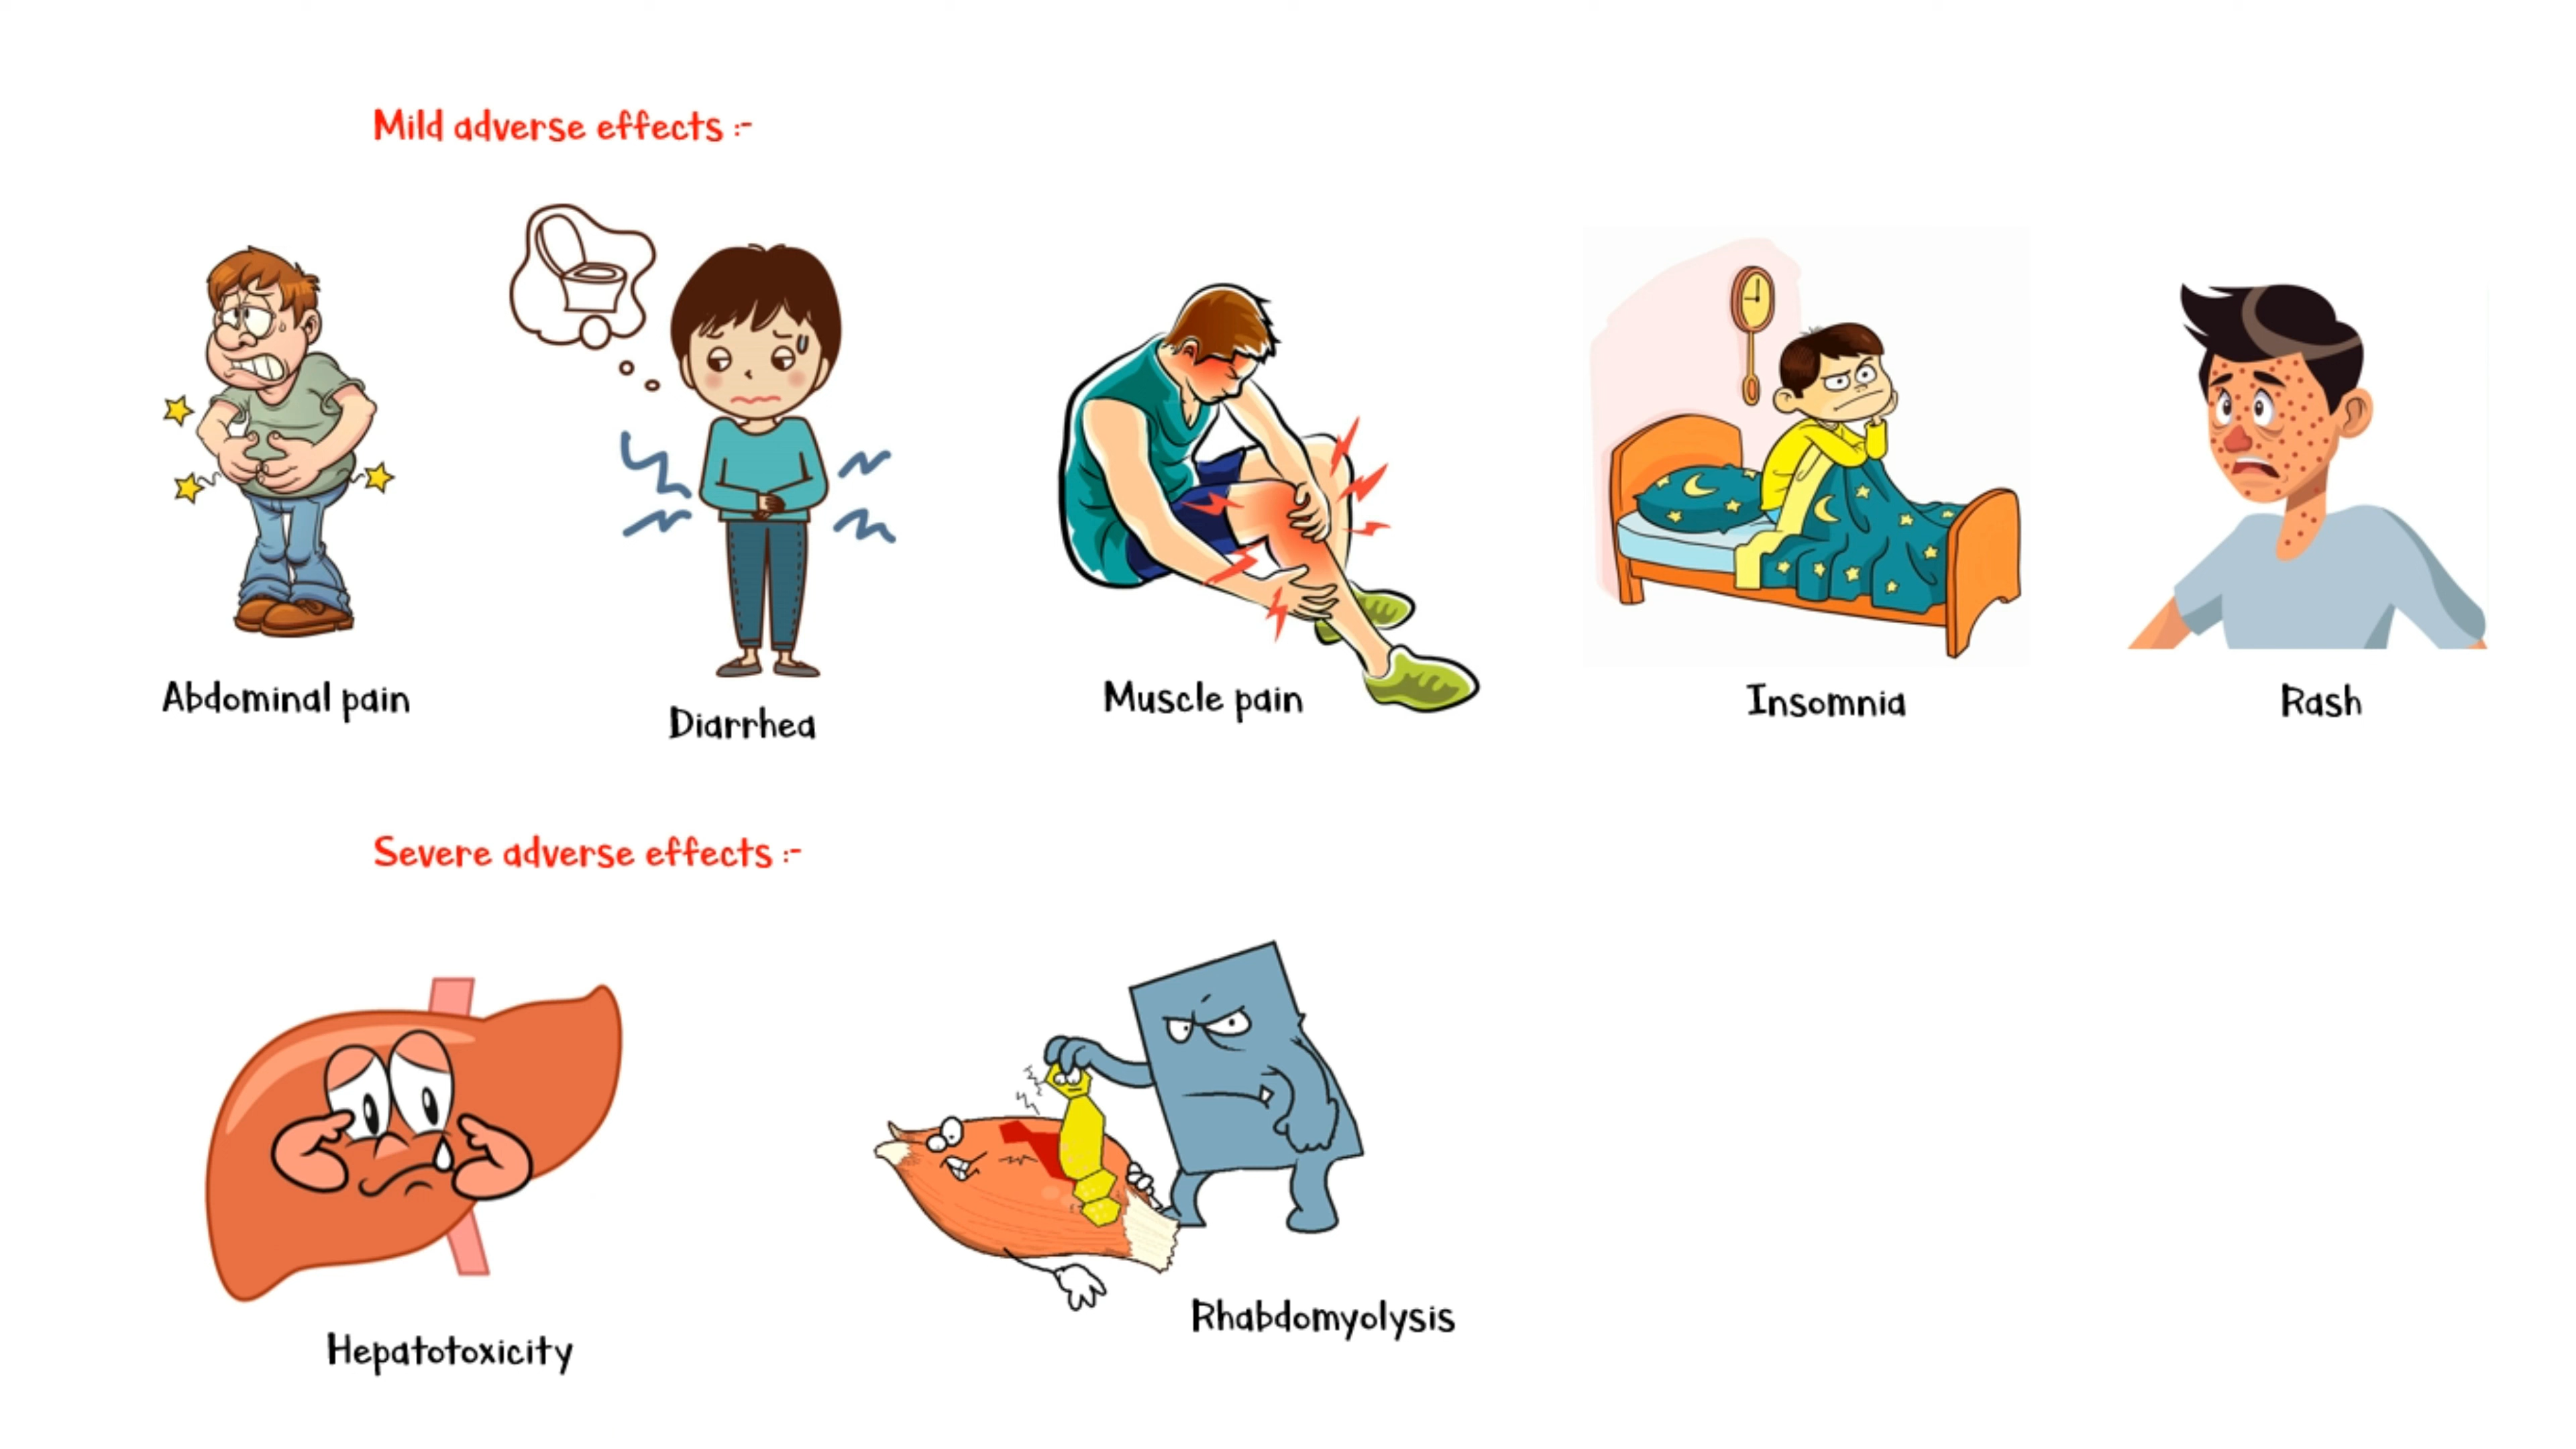 Mild adverse effects :-
Abdominal pain
Diarrhea
Muscle pain
Insomnia
Rash
Severe adverse effects :-
Hepatotoxicity
Rhabdomyolysis